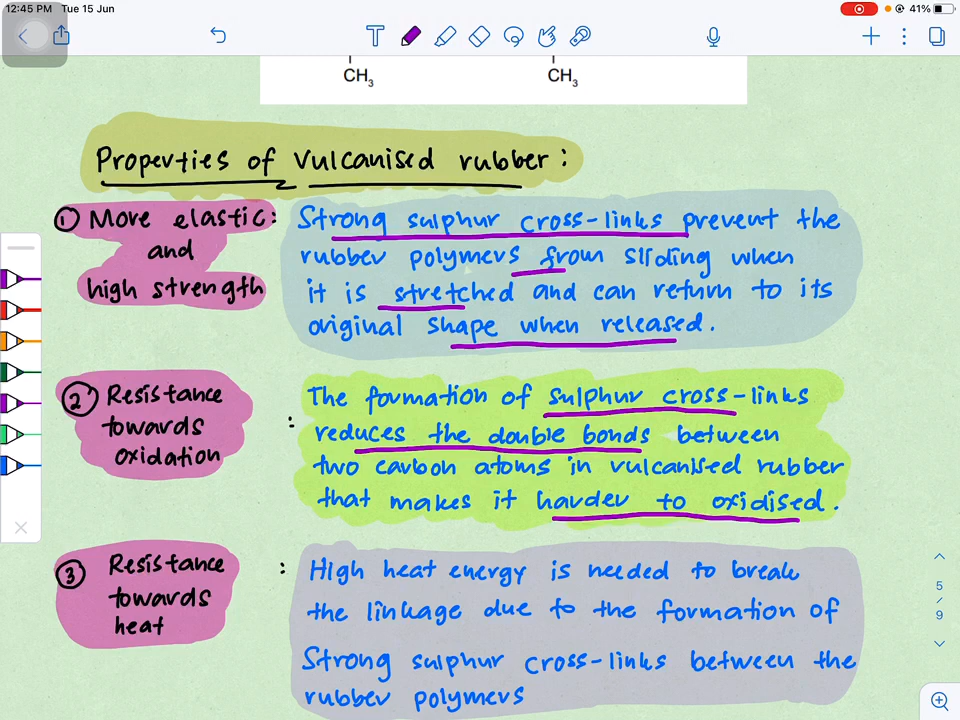 12:45 PM Tue 15 Jun
41%
T
CH3 CH3
Properties of vulcanised rubber :
① More elastic :
and
high strength
Strong sulphur cross-links prevent the
rubber polymers from sliding when
it is stretched and can return to its
original shape when released.
② Resistance
towards
oxidation
:
The formation of sulphur cross-links
reduces the double bonds between
two carbon atoms in vulcanised rubber
that makes it harder to oxidised.
③ Resistance
towards
heat
:
High heat energy is needed to break
the linkage due to the formation of
Strong sulphur cross-links between the
rubber polymers
5
/
9